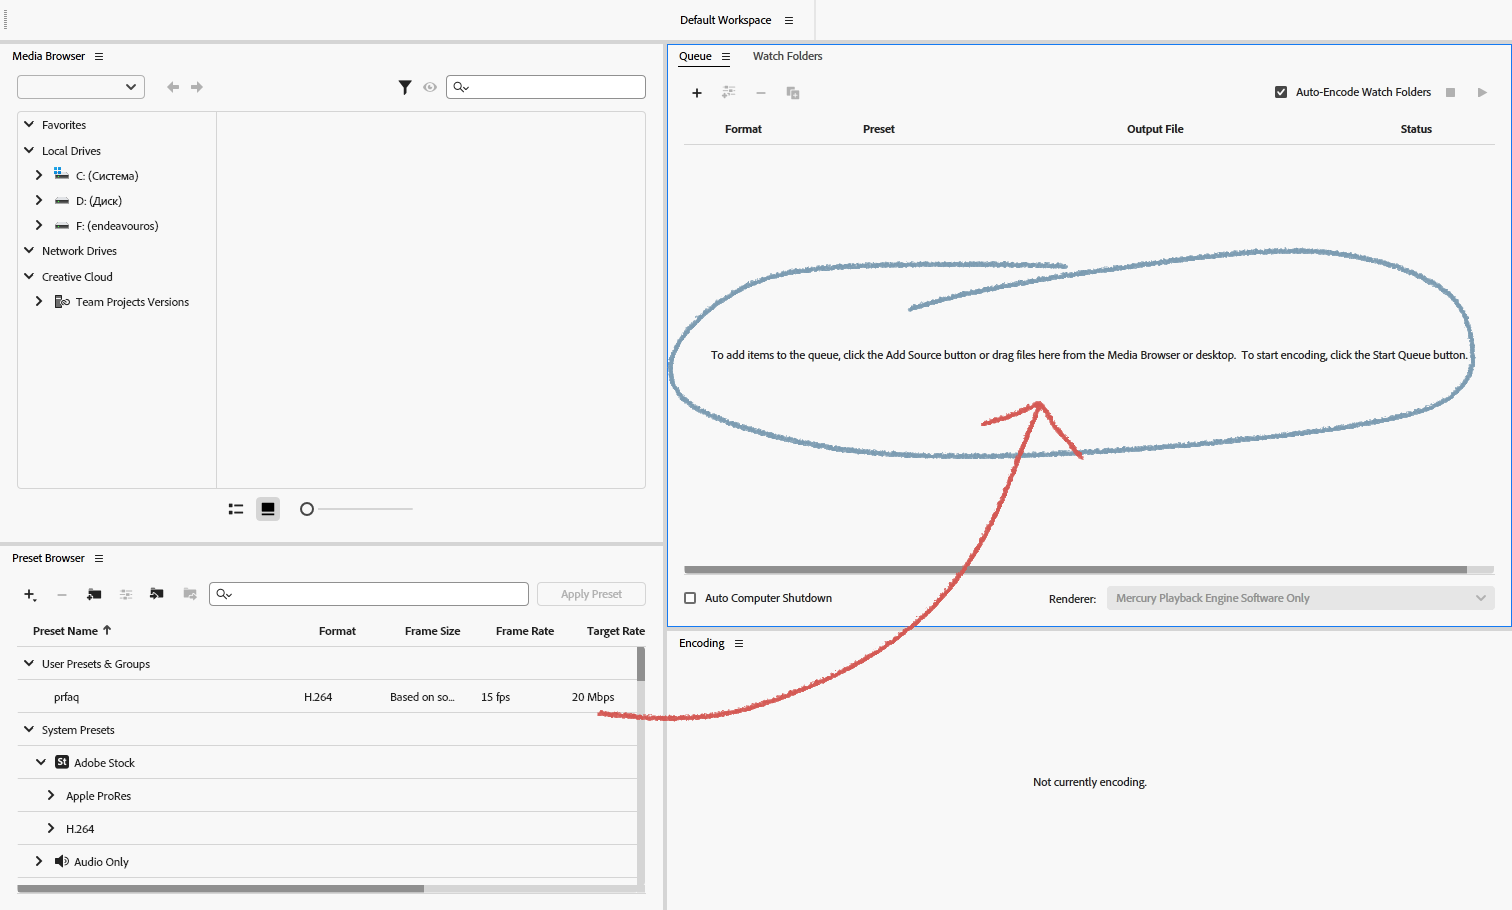 Default Workspace
Media Browser
Favorites
Local Drives
C: (Система)
D: (Диск)
F: (endeavouros)
Network Drives
Creative Cloud
Team Projects Versions
Queue Watch Folders
Auto-Encode Watch Folders
Format Preset Output File Status
To add items to the queue, click the Add Source button or drag files here from the Media Browser or desktop. To start encoding, click the Start Queue button.
Auto Computer Shutdown Renderer: Mercury Playback Engine Software Only
Preset Browser
Apply Preset
Preset Name Format Frame Size Frame Rate Target Rate
User Presets & Groups
prfaq H.264 Based on so... 15 fps 20 Mbps
System Presets
St Adobe Stock
Apple ProRes
H.264
Audio Only
Encoding
Not currently encoding.